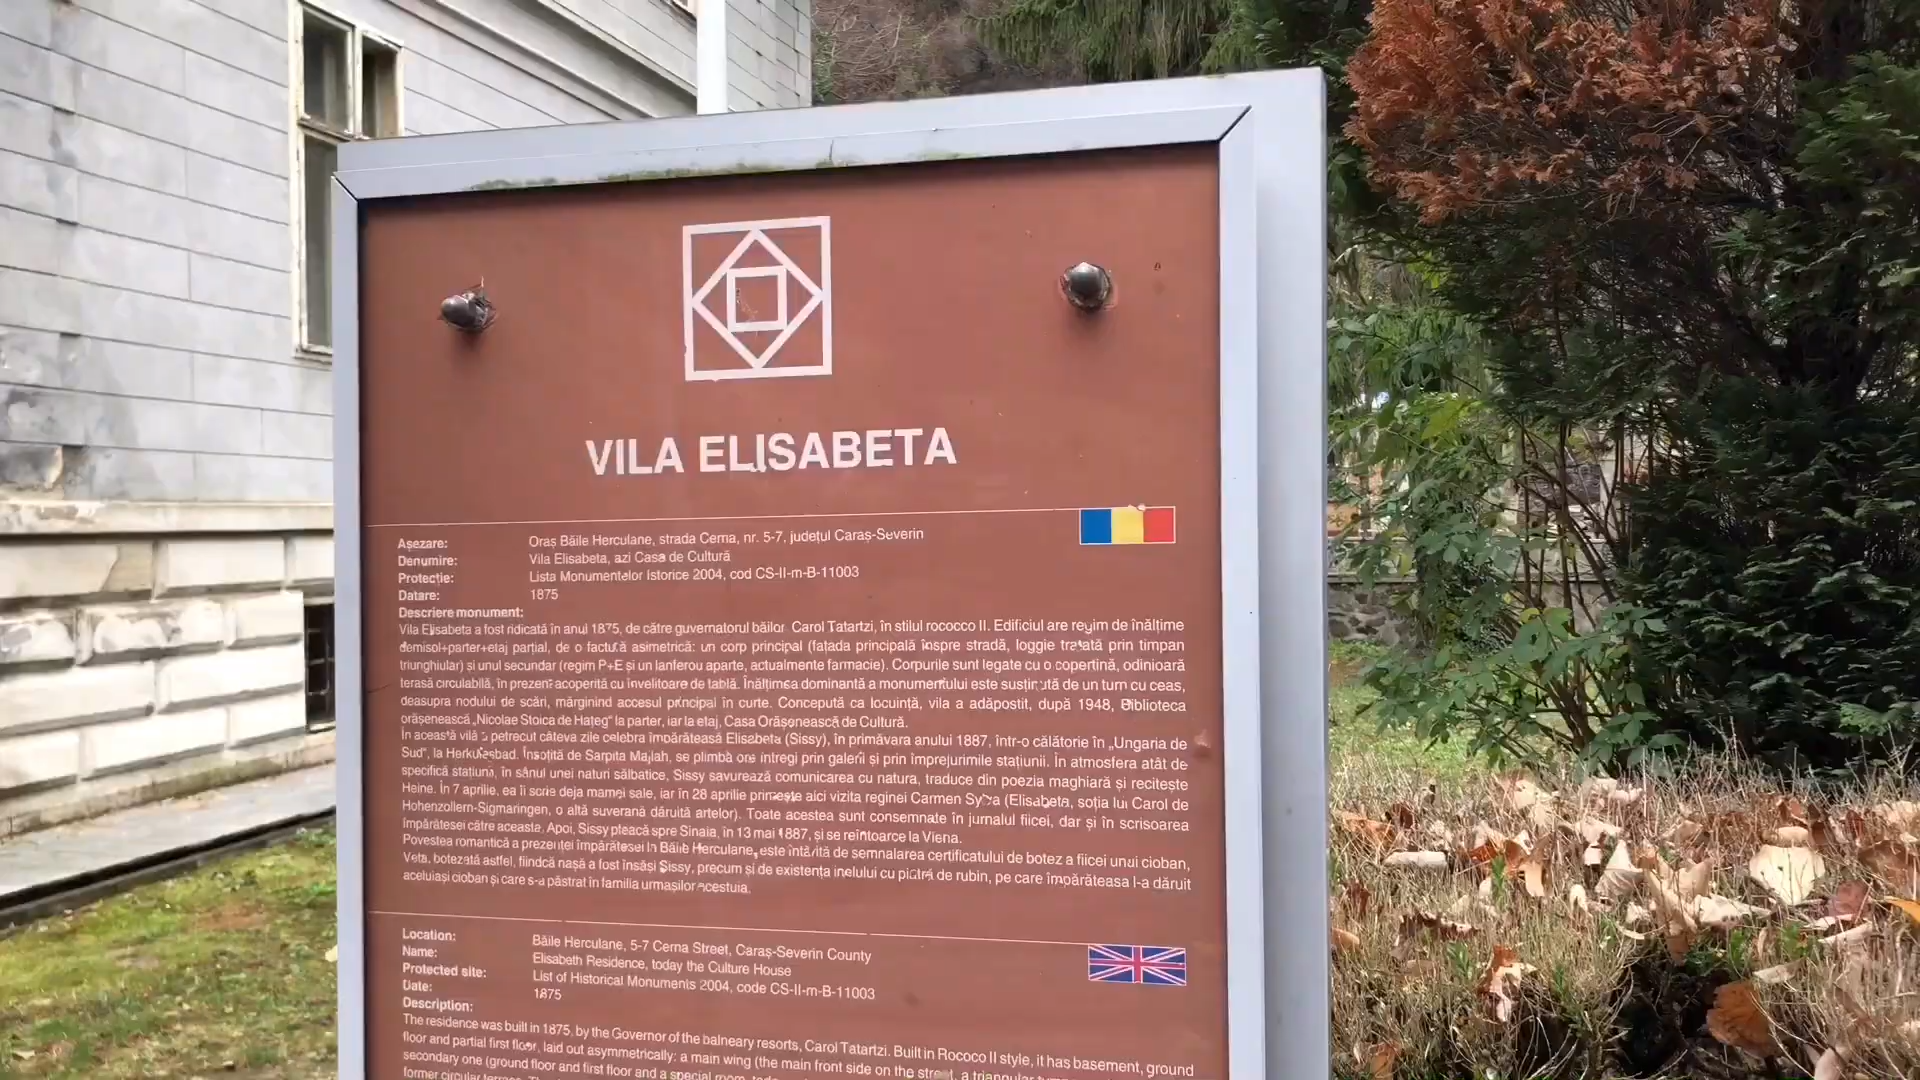 VILA ELISABETA
Așezare: Oraș Băile Herculane, strada Cerna, nr. 5-7, județul Caraș-Severin
Denumire: Vila Elisabeta, azi Casa de Cultură
Protecție: Lista Monumentelor Istorice 2004, cod CS-II-m-B-11003
Datare: 1875
Descriere monument:
Vila Elisabeta a fost ridicată în anul 1875, de către guvernatorul băilor Carol Tatartzi, în stilul rococco II. Edificiul are regim de înălțime
demisol+parter+etaj parțial, de o factură asimetrică: un corp principal (fațada principală înspre stradă, loggie tratată prin timpan
triunghiular) și unul secundar (regim P+E și un lanferou aparte, actualmente farmacie). Corpurile sunt legate cu o copertină, odinioară
terasă circulabilă, în prezent acoperită cu învelitoare de tablă. Înălțimea dominantă a monumentului este susținută de un turn cu ceas,
deasupra nodului de scări, mărginind accesul principal în curte. Concepută ca locuință, vila a adăpostit, după 1948, Biblioteca
orășenească „Nicolae Stoica de Hațeg” la parter, iar la etaj, Casa Orășenească de Cultură.
În această vilă a petrecut câteva zile celebra împărăteasă Elisabeta (Sissy), în primăvara anului 1887, într-o călătorie în „Ungaria de
Sud”, la Herkulesbad. Însoțită de Sarpita Majlah, se plimbă ore întregi prin galerii și prin împrejurimile stațiunii. În atmosfera atât de
specifică stațiunii, în sânul unei naturi sălbatice, Sissy savurează comunicarea cu natura, traduce din poezia maghiară și recitește
Heine. În 7 aprilie, ea îi scrie deja mamei sale, iar în 28 aprilie primește aici vizita reginei Carmen Sylva (Elisabeta, soția lui Carol de
Hohenzollern-Sigmaringen, o altă suverană dăruită artelor). Toate acestea sunt consemnate în jurnalul fiicei, dar și în scrisoarea
împărătesei către aceasta. Apoi, Sissy pleacă spre Sinaia, în 13 mai 1887, și se reîntoarce la Viena.
Povestea romantică a prezenței împărătesei în Băile Herculane, este întărită de semnalarea certificatului de botez a fiicei unui cioban,
Veta, botezată astfel, fiindcă nașă a fost însăși Sissy, precum și de existența inelului cu piatră de rubin, pe care împărăteasa l-a dăruit
aceluiași cioban și care s-a păstrat în familia urmașilor acestuia.
Location: Băile Herculane, 5-7 Cerna Street, Caraș-Severin County
Name: Elisabeth Residence, today the Culture House
Protected site: List of Historical Monuments 2004, code CS-II-m-B-11003
Date: 1875
Description:
The residence was built in 1875, by the Governor of the balneary resorts, Carol Tatartzi. Built in Rococo II style, it has basement, ground
floor and partial first floor, laid out asymmetrically: a main wing (the main front side on the street, a triangular
secondary one (ground floor and first floor and a special room,
former circular